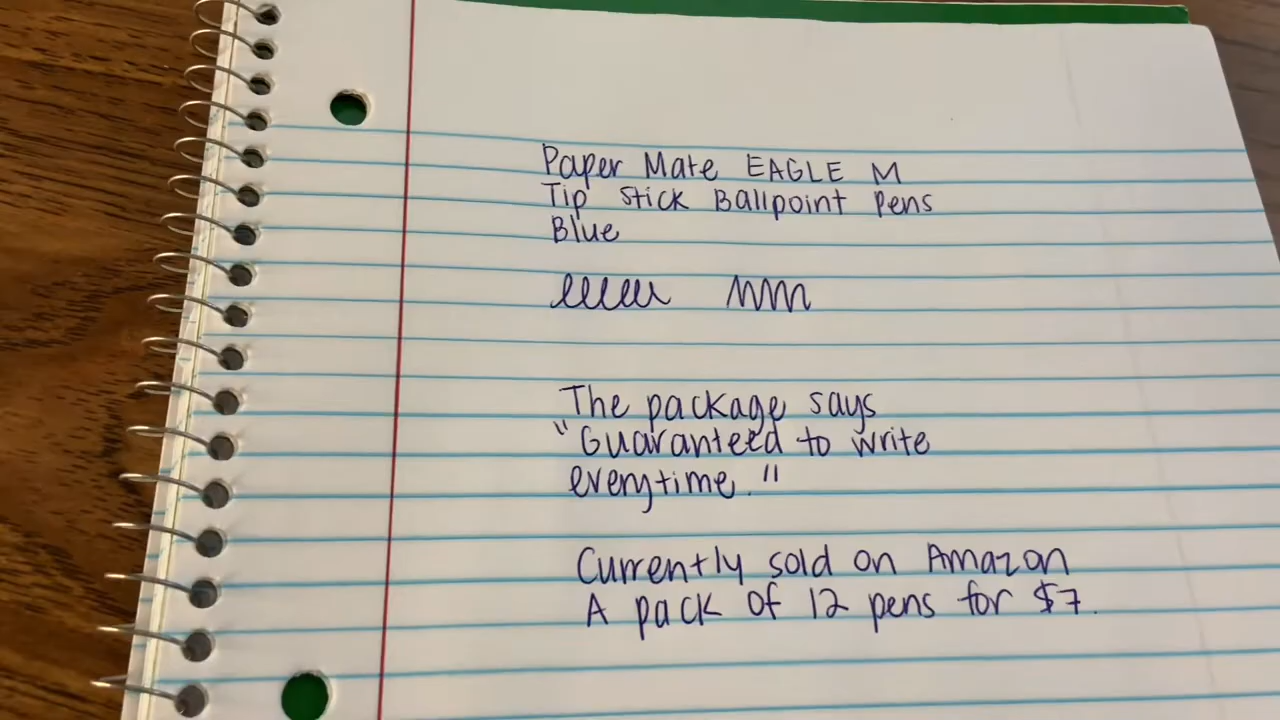 Paper Mate EAGLE M
Tip Stick Ballpoint Pens
Blue
The package says
"Guaranteed to write
everytime."
Currently sold on Amazon
A pack of 12 pens for $7.